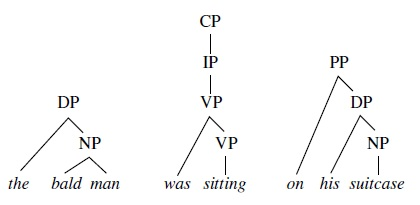 CP
IP PP
DP VP DP
NP VP NP
the bald man was sitting on his suitcase